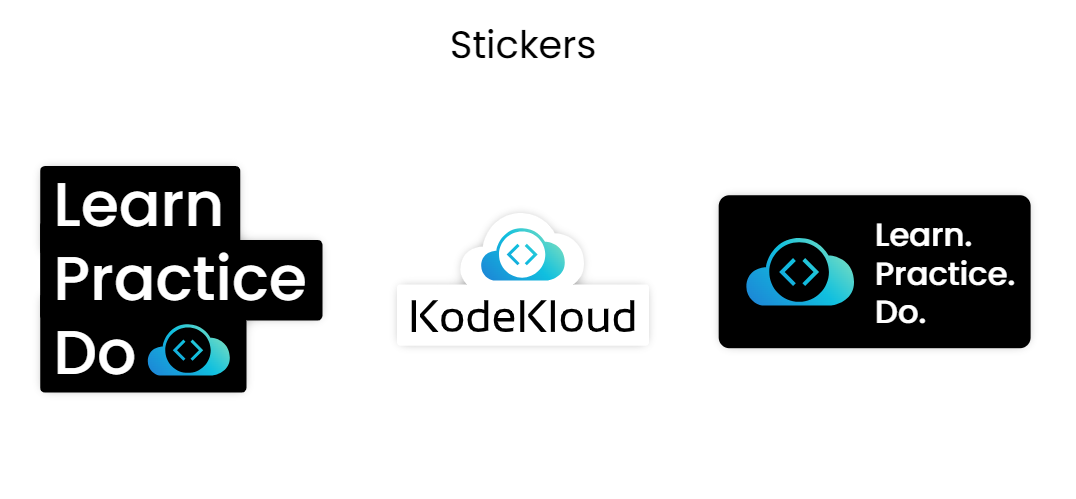 Stickers
Learn
Practice
Do
KodeKloud
Learn.
Practice.
Do.